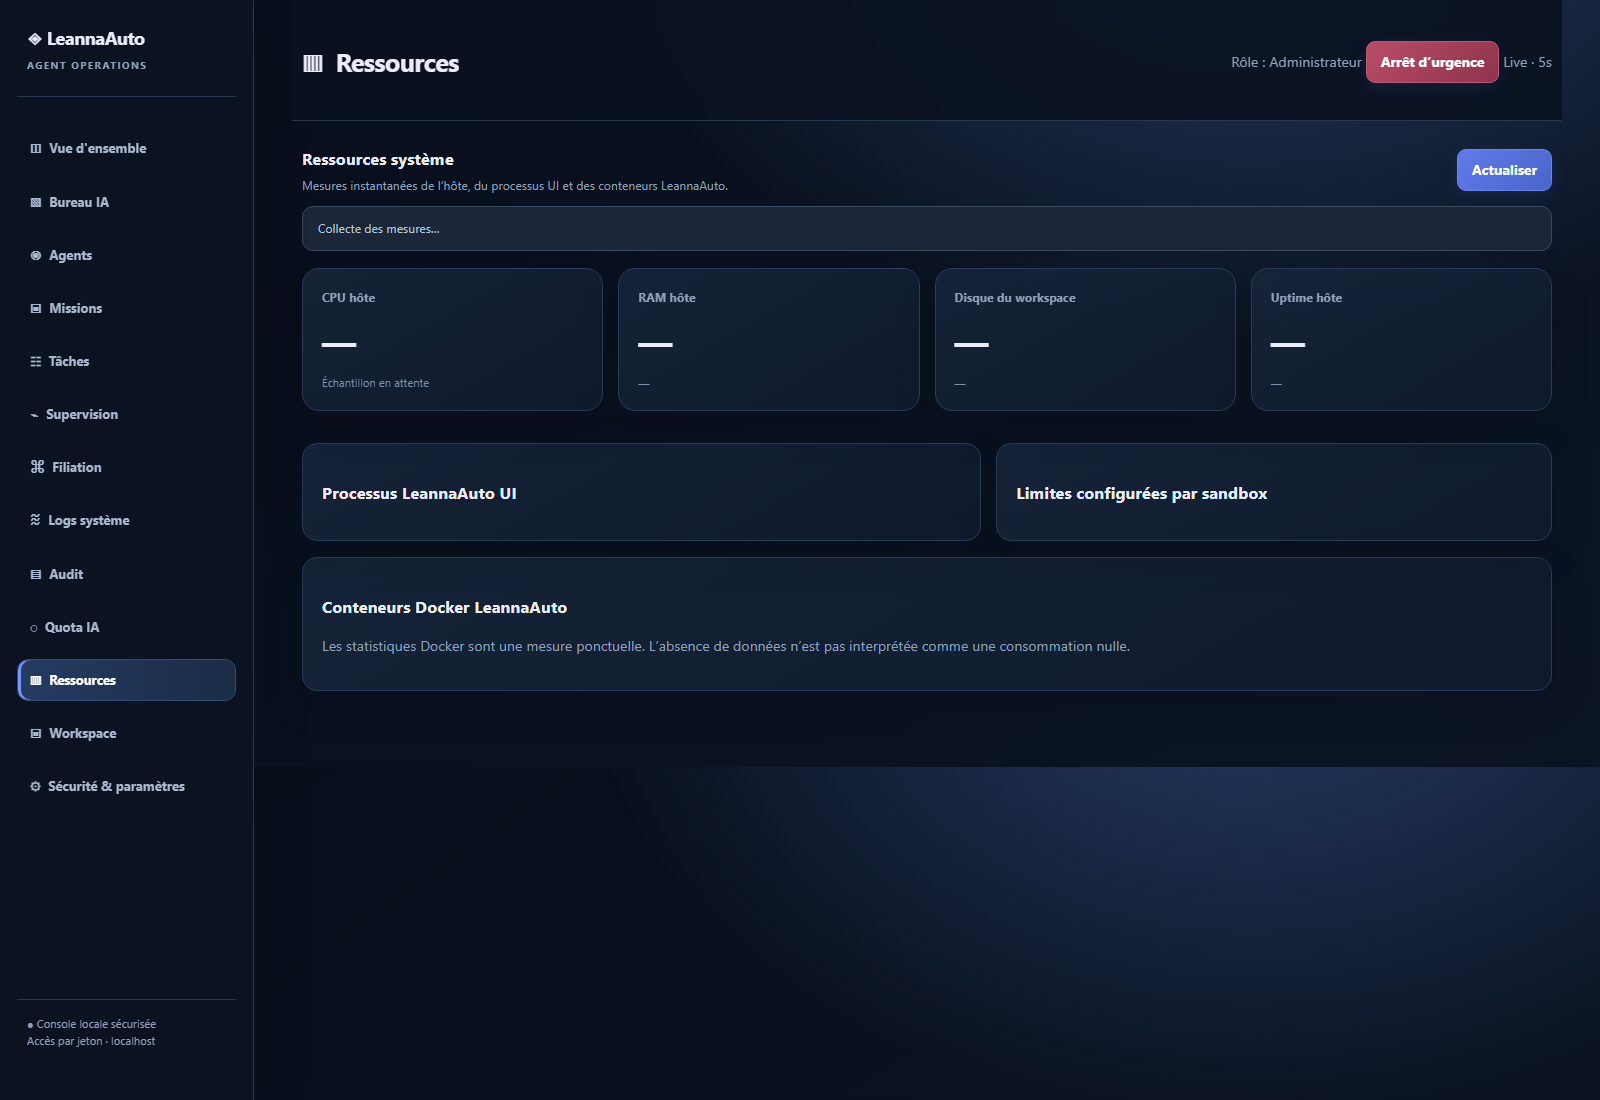 LeannaAuto
AGENT OPERATIONS
Vue d'ensemble
Bureau IA
Agents
Missions
Tâches
Supervision
Filiation
Logs système
Audit
Quota IA
Ressources
Workspace
Sécurité & paramètres
● Console locale sécurisée
Accès par jeton · localhost
Ressources
Rôle : Administrateur
Arrêt d’urgence
Live · 5s
Ressources système
Mesures instantanées de l’hôte, du processus UI et des conteneurs LeannaAuto.
Actualiser
Collecte des mesures…
CPU hôte
—
Échantillon en attente
RAM hôte
—
—
Disque du workspace
—
—
Uptime hôte
—
—
Processus LeannaAuto UI
Limites configurées par sandbox
Conteneurs Docker LeannaAuto
Les statistiques Docker sont une mesure ponctuelle. L’absence de données n’est pas interprétée comme une consommation nulle.